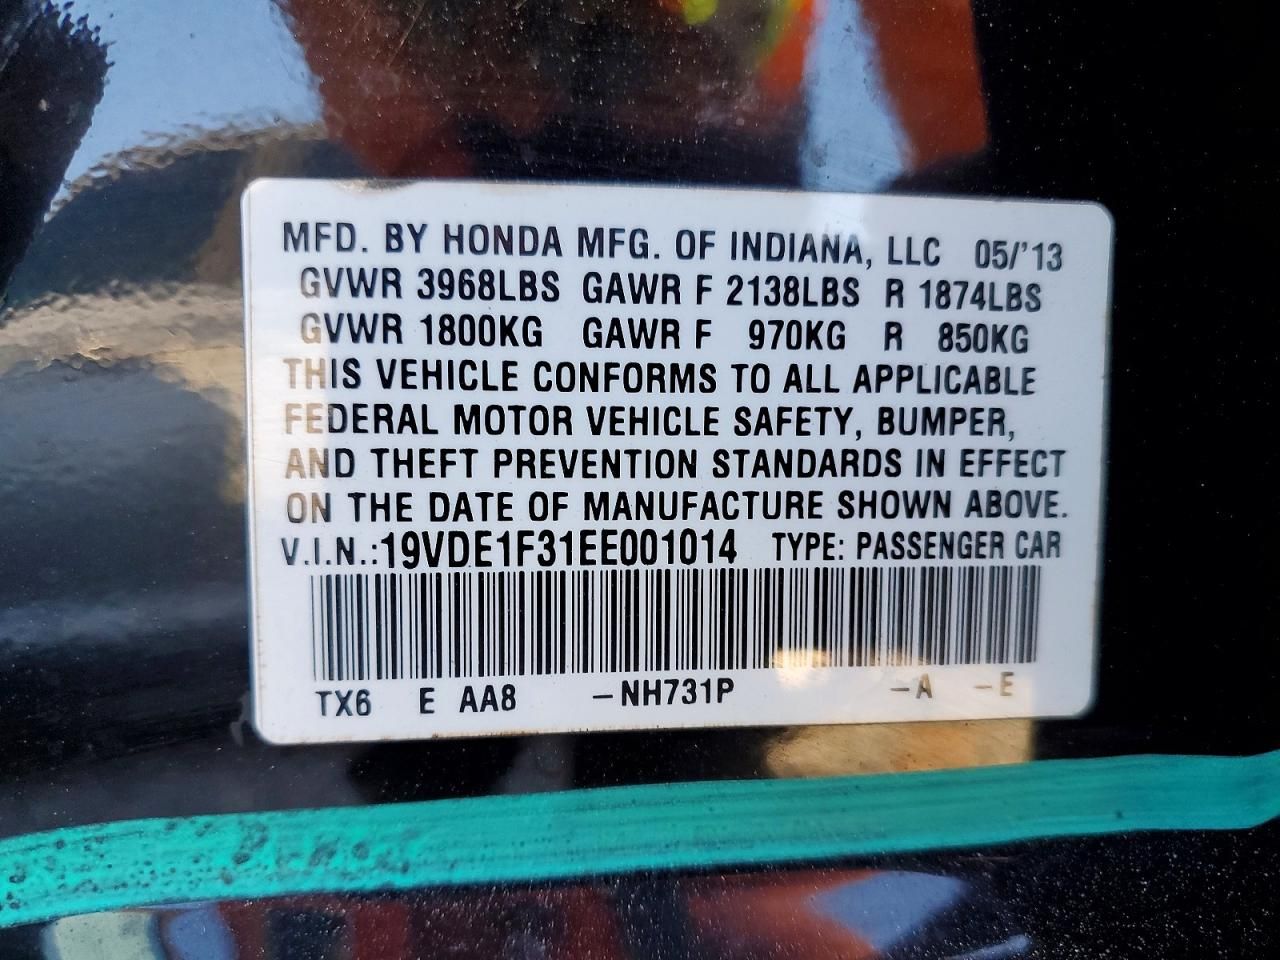 MFD. BY HONDA MFG. OF INDIANA, LLC 05/'13
GVWR 3968LBS GAWR F 2138LBS R 1874LBS
GVWR 1800KG GAWR F 970KG R 850KG
THIS VEHICLE CONFORMS TO ALL APPLICABLE
FEDERAL MOTOR VEHICLE SAFETY, BUMPER,
AND THEFT PREVENTION STANDARDS IN EFFECT
ON THE DATE OF MANUFACTURE SHOWN ABOVE.
V.I.N.:19VDE1F31EE001014 TYPE: PASSENGER CAR
TX6 E AA8 –NH731P –A –E